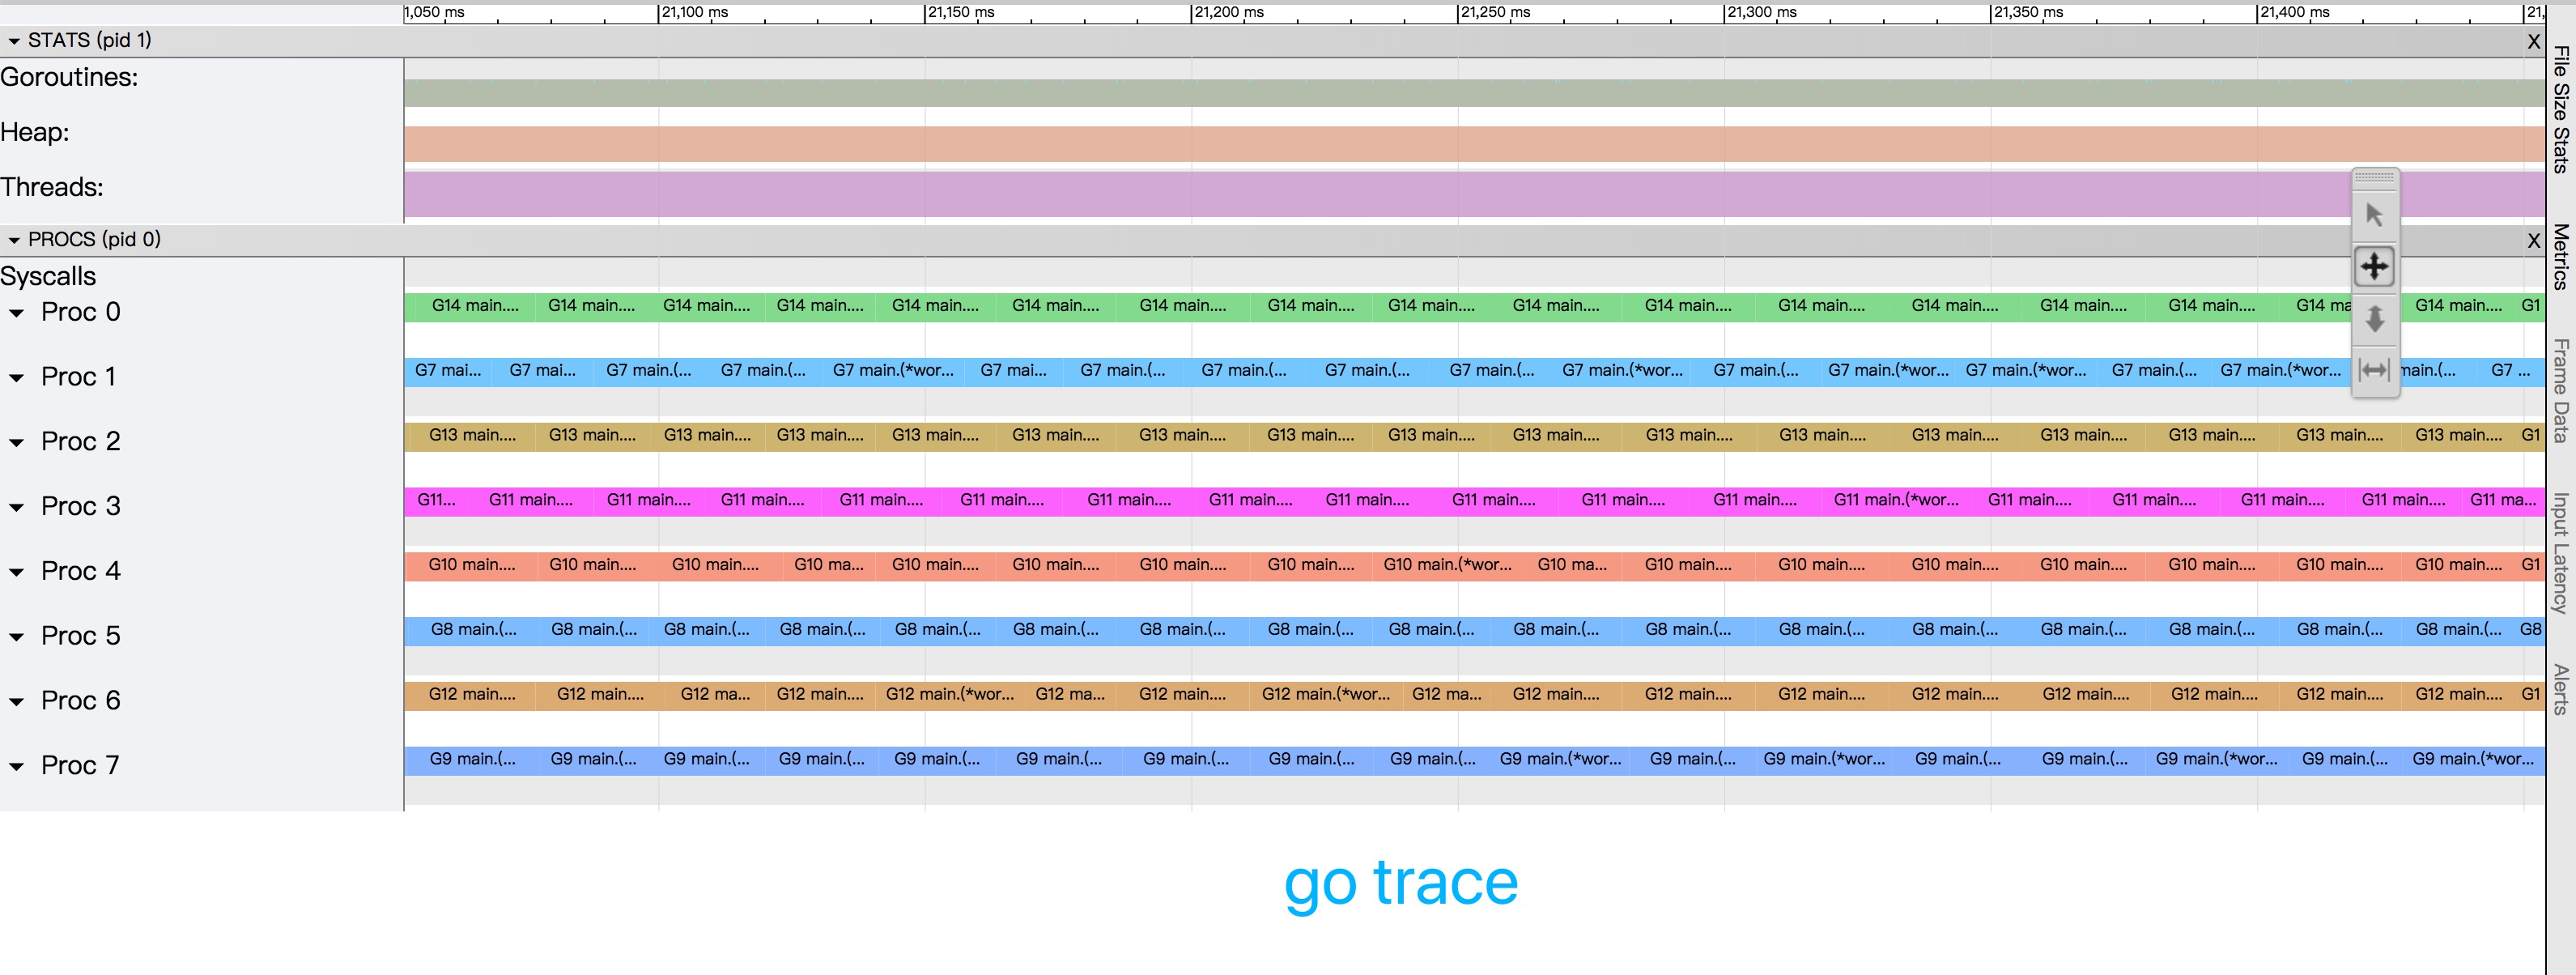 1,050 ms 21,100 ms 21,150 ms 21,200 ms 21,250 ms 21,300 ms 21,350 ms 21,400 ms 21,
STATS (pid 1) X
Goroutines:
Heap:
Threads:
PROCS (pid 0) X
Syscalls
Proc 0 G14 main.... G14 main.... G14 main.... G14 main.... G14 main.... G14 main.... G14 main.... G14 main.... G14 main.... G14 main.... G14 main.... G14 main.... G14 main.... G14 main.... G14 main.... G14 ma G14 main.... G1
Proc 1 G7 mai... G7 mai... G7 main.(... G7 main.(... G7 main.(*wor... G7 mai... G7 main.(... G7 main.(... G7 main.(... G7 main.(... G7 main.(*wor... G7 main.(... G7 main.(*wor... G7 main.(*wor... G7 main.(... G7 main.(*wor... main.(... G7 ...
Proc 2 G13 main.... G13 main.... G13 main.... G13 main.... G13 main.... G13 main.... G13 main.... G13 main.... G13 main.... G13 main.... G13 main.... G13 main.... G13 main.... G13 main.... G13 main.... G13 main.... G13 main.... G1
Proc 3 G11... G11 main.... G11 main.... G11 main.... G11 main.... G11 main.... G11 main.... G11 main.... G11 main.... G11 main.... G11 main.... G11 main.... G11 main.(*wor... G11 main.... G11 main.... G11 main.... G11 main.... G11 ma...
Proc 4 G10 main.... G10 main.... G10 main.... G10 ma... G10 main.... G10 main.... G10 main.... G10 main.... G10 main.(*wor... G10 ma... G10 main.... G10 main.... G10 main.... G10 main.... G10 main.... G10 main.... G10 main.... G1
Proc 5 G8 main.(... G8 main.(... G8 main.(... G8 main.(... G8 main.(... G8 main.(... G8 main.(... G8 main.(... G8 main.(... G8 main.(... G8 main.(... G8 main.(... G8 main.(... G8 main.(... G8 main.(... G8 main.(... G8 main.(... G8
Proc 6 G12 main.... G12 main.... G12 ma... G12 main.... G12 main.(*wor... G12 ma... G12 main.... G12 main.(*wor... G12 ma... G12 main.... G12 main.... G12 main.... G12 main.... G12 main.... G12 main.... G12 main.... G12 main.... G1
Proc 7 G9 main.(... G9 main.(... G9 main.(... G9 main.(... G9 main.(... G9 main.(... G9 main.(... G9 main.(... G9 main.(... G9 main.(*wor... G9 main.(... G9 main.(*wor... G9 main.(... G9 main.(... G9 main.(*wor... G9 main.(... G9 main.(*wor...
go trace
File Size Stats
Metrics
Frame Data
Input Latency
Alerts